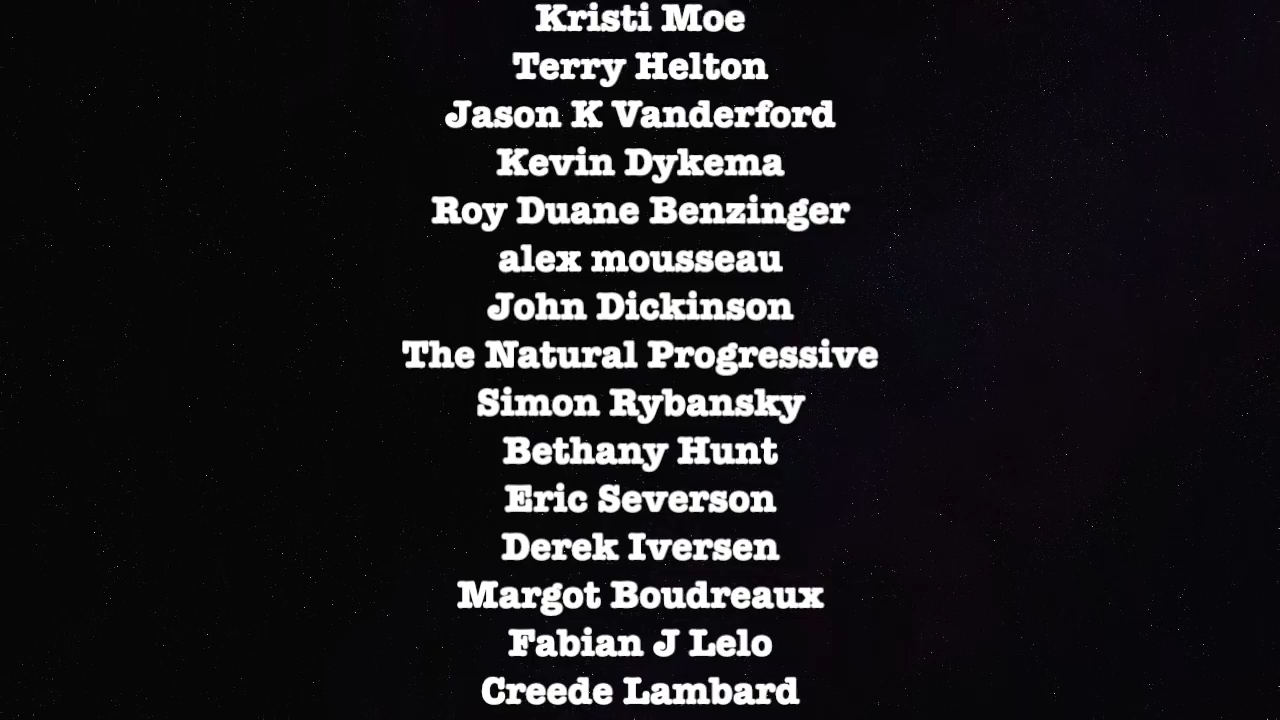 Kristi Moe
Terry Helton
Jason K Vanderford
Kevin Dykema
Roy Duane Benzinger
alex mousseau
John Dickinson
The Natural Progressive
Simon Rybansky
Bethany Hunt
Eric Severson
Derek Iversen
Margot Boudreaux
Fabian J Lelo
Creede Lambard